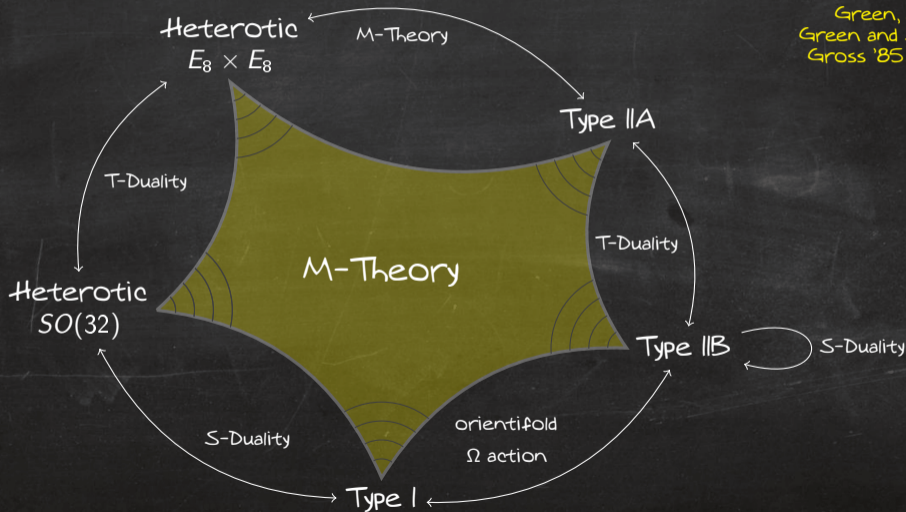 Green,
Green and
Gross '85
Heterotic
E₈ × E₈
M-Theory
Type IIA
T-Duality
T-Duality
M-Theory
Heterotic
SO(32)
Type IIB
S-Duality
S-Duality
orientifold
Ω action
Type I